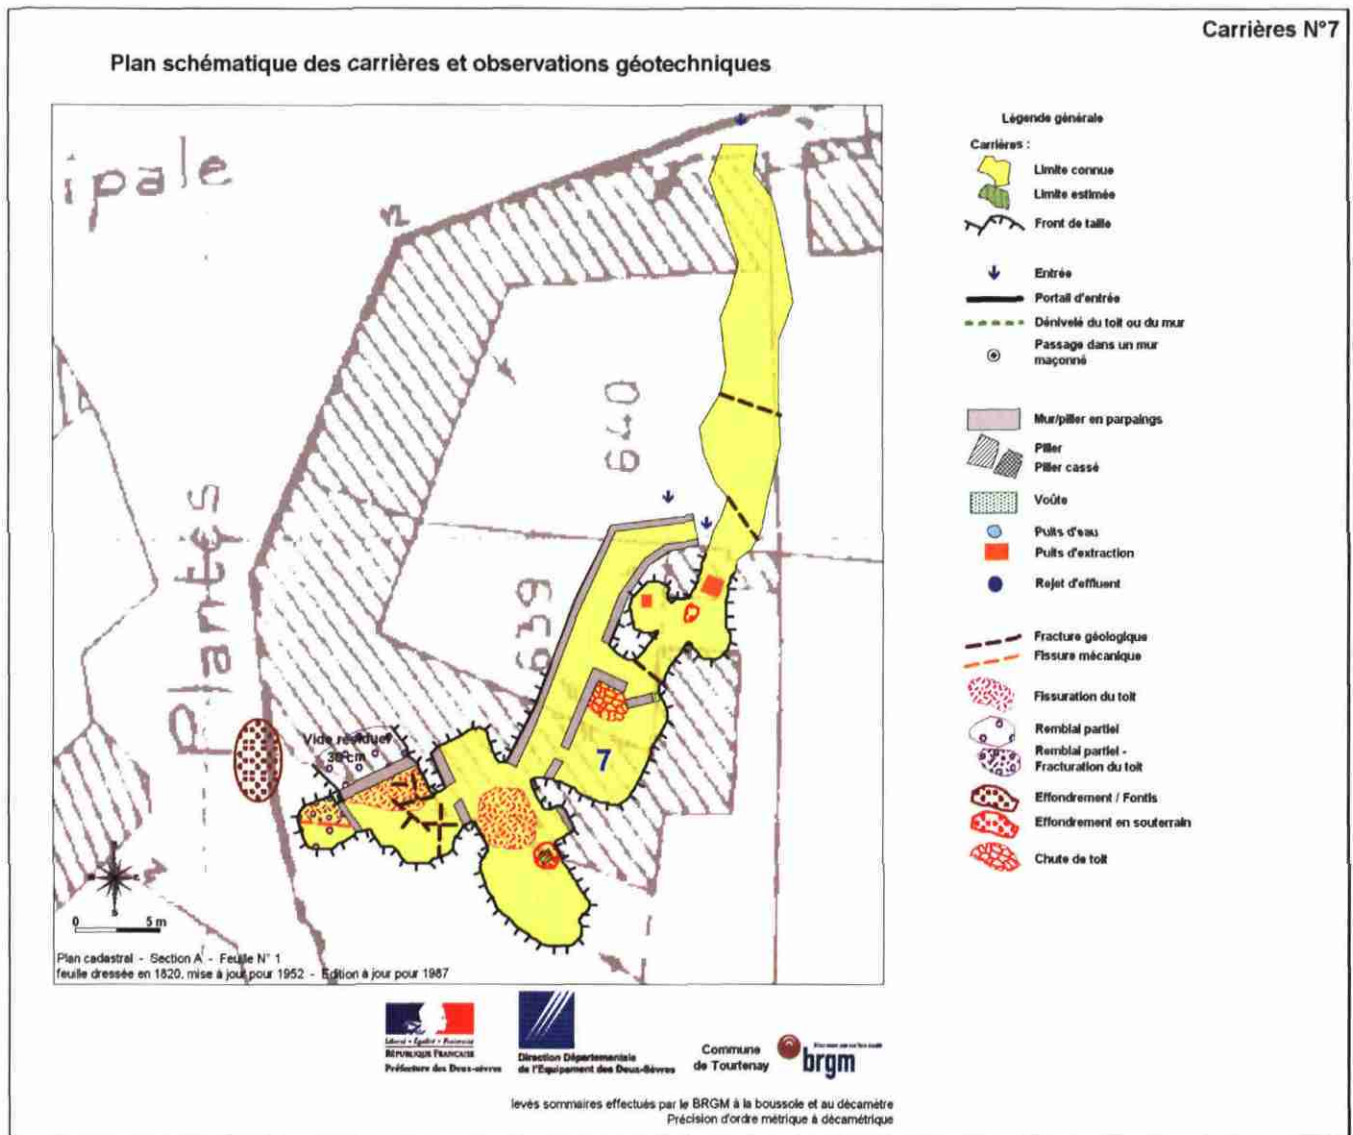 Carrières N°7
Plan schématique des carrières et observations géotechniques
ipale
640
639
Plantes
Vide résiduel
30 cm
7
0 5 m
Plan cadastral - Section A - Feuille N° 1
feuille dressée en 1820, mise à jour pour 1952 - Edition à jour pour 1987
Légende générale
Carrières :
Limite connue
Limite estimée
Front de taille
Entrée
Portail d'entrée
Dénivelé du toit ou du mur
Passage dans un mur
maçonné
Mur/pilier en parpaings
Pilier
Pilier cassé
Voûte
Puits d'eau
Puits d'extraction
Rejet d'effluent
Fracture géologique
Fissure mécanique
Fissuration du toit
Remblai partiel
Remblai partiel -
Fracturation du toit
Effondrement / Fontis
Effondrement en souterrain
Chute de toit
Liberté • Égalité • Fraternité
RÉPUBLIQUE FRANÇAISE
Préfecture des Deux-sèvres
Direction Départementale
de l'Equipement des Deux-Sèvres
Commune
de Tourtenay
brgm
levés sommaires effectués par le BRGM à la boussole et au décamètre
Précision d'ordre métrique à décamétrique